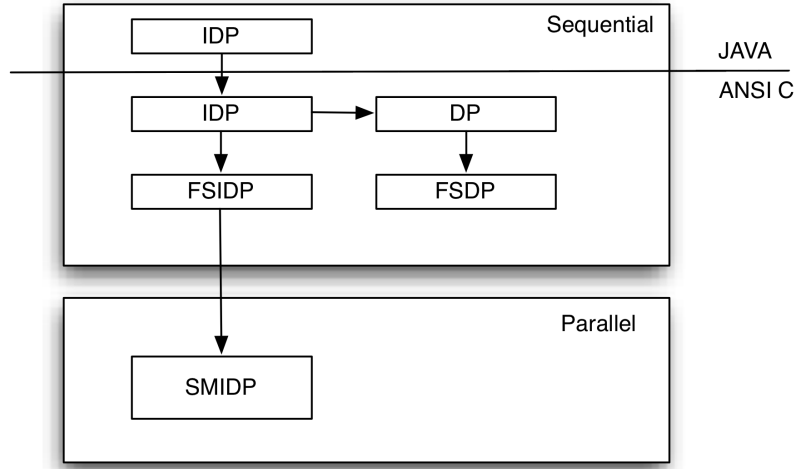 Sequential
IDP
JAVA
ANSI C
IDP
DP
FSIDP
FSDP
Parallel
SMIDP